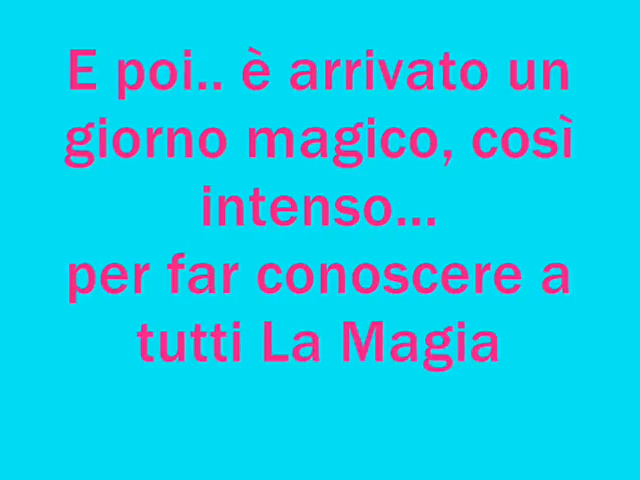 E poi.. è arrivato un
giorno magico, così
intenso...
per far conoscere a
tutti La Magia